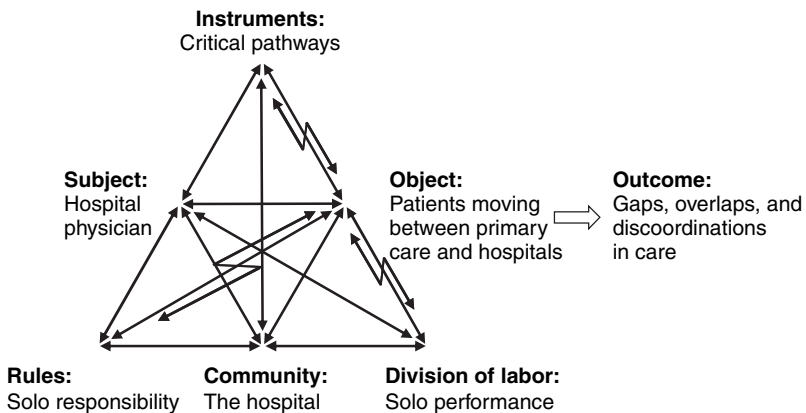 Instruments:
Critical pathways
Subject:
Hospital
physician
Object:
Patients moving
between primary
care and hospitals
Outcome:
Gaps, overlaps, and
discoordinations
in care
Rules:
Solo responsibility
Community:
The hospital
Division of labor:
Solo performance